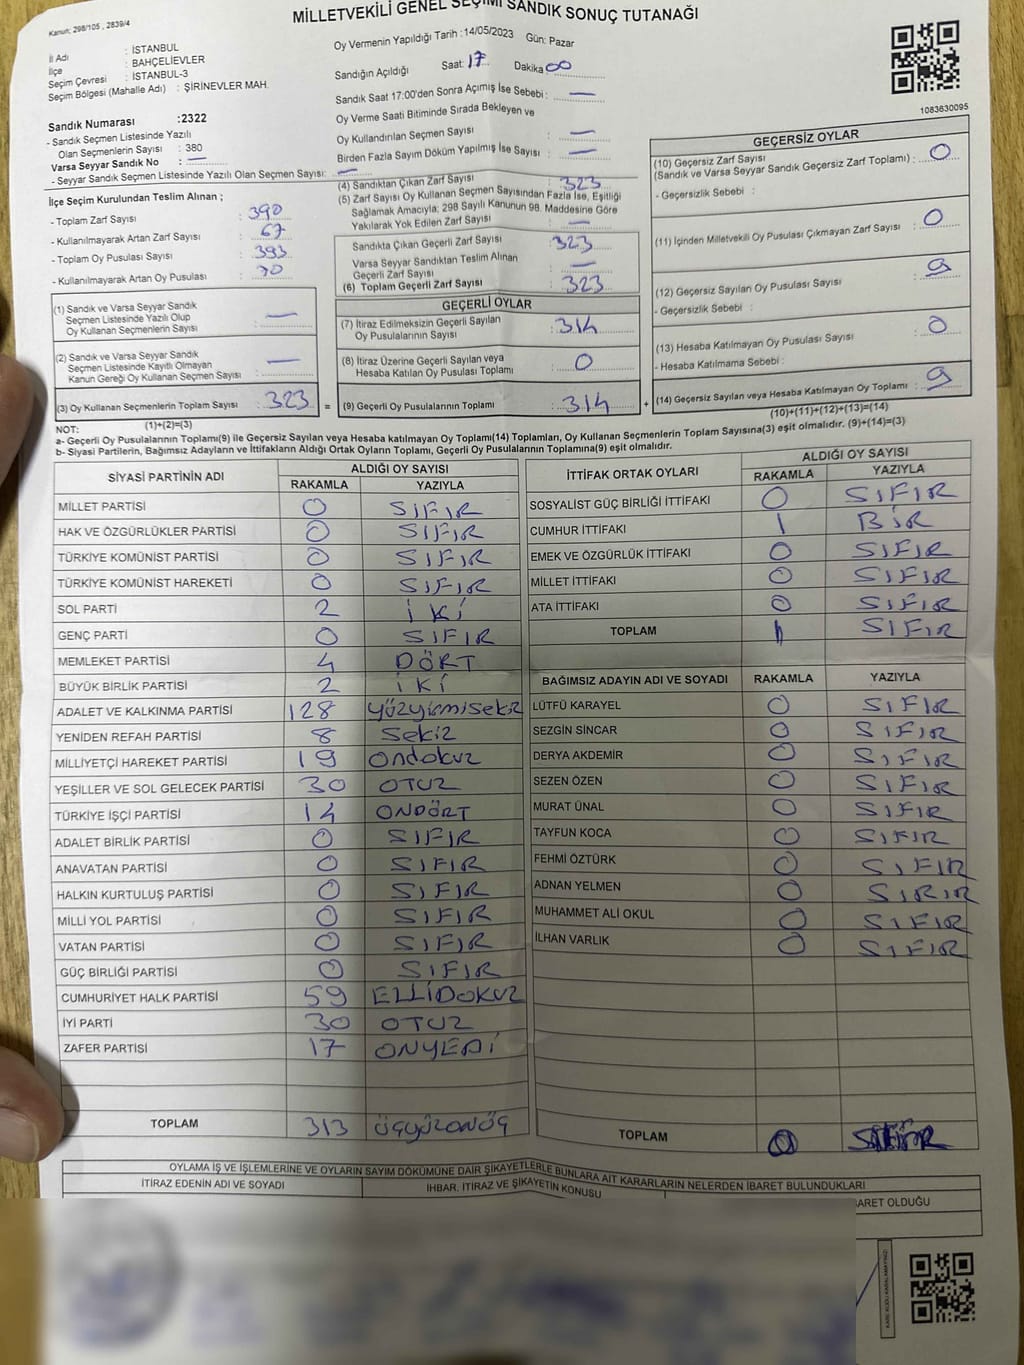 Kanun: 298/105 , 2839/4
MİLLETVEKİLİ GENEL SEÇİMİ SANDIK SONUÇ TUTANAĞI
İl Adı : İSTANBUL
İlçe : BAHÇELİEVLER
Seçim Çevresi : İSTANBUL-3
Seçim Bölgesi (Mahalle Adı) : ŞİRİNEVLER MAH.
Oy Vermenin Yapıldığı Tarih : 14/05/2023 Gün: Pazar
Sandığın Açıldığı Saat: 17 Dakika 00
Sandık Saat 17:00'den Sonra Açımış İse Sebebi : —
Oy Verme Saati Bitiminde Sırada Bekleyen ve
Oy Kullandırılan Seçmen Sayısı —
Birden Fazla Sayım Döküm Yapılmış İse Sayısı : —
1083630095
Sandık Numarası :2322
- Sandık Seçmen Listesinde Yazılı
Olan Seçmenlerin Sayısı : 380
Varsa Seyyar Sandık No : —
- Seyyar Sandık Seçmen Listesinde Yazılı Olan Seçmen Sayısı: —
İlçe Seçim Kurulundan Teslim Alınan ;
- Toplam Zarf Sayısı : 390
- Kullanılmayarak Artan Zarf Sayısı : 67
- Toplam Oy Pusulası Sayısı : 393
- Kullanılmayarak Artan Oy Pusulası : 70
(4) Sandıktan Çıkan Zarf Sayısı : 323
(5) Zarf Sayısı Oy Kullanan Seçmen Sayısından Fazla İse, Eşitliği
Sağlamak Amacıyla; 298 Sayılı Kanunun 98. Maddesine Göre
Yakılarak Yok Edilen Zarf Sayısı : —
Sandıkta Çıkan Geçerli Zarf Sayısı : 323
Varsa Seyyar Sandıktan Teslim Alınan
Geçerli Zarf Sayısı : —
(6) Toplam Geçerli Zarf Sayısı : 323
GEÇERSİZ OYLAR
(10) Geçersiz Zarf Sayısı
(Sandık ve Varsa Seyyar Sandık Geçersiz Zarf Toplamı) : 0
- Geçersizlik Sebebi :
(11) İçinden Milletvekili Oy Pusulası Çıkmayan Zarf Sayısı : 0
(12) Geçersiz Sayılan Oy Pusulası Sayısı : 9
- Geçersizlik Sebebi :
(13) Hesaba Katılmayan Oy Pusulası Sayısı : 0
- Hesaba Katılmama Sebebi :
(14) Geçersiz Sayılan veya Hesaba Katılmayan Oy Toplamı : 9
(10)+(11)+(12)+(13)=(14)
(1) Sandık ve Varsa Seyyar Sandık
Seçmen Listesinde Yazılı Olup
Oy Kullanan Seçmenlerin Sayısı : —
(2) Sandık ve Varsa Seyyar Sandık
Seçmen Listesinde Kayıtlı Olmayan
Kanun Gereği Oy Kullanan Seçmen Sayısı : —
(3) Oy Kullanan Seçmenlerin Toplam Sayısı : 323 =
(1)+(2)=(3)
GEÇERLİ OYLAR
(7) İtiraz Edilmeksizin Geçerli Sayılan
Oy Pusulalarının Sayısı : 314
(8) İtiraz Üzerine Geçerli Sayılan veya
Hesaba Katılan Oy Pusulası Toplamı : 0
(9) Geçerli Oy Pusulalarının Toplamı : 314 +
NOT:
a- Geçerli Oy Pusulalarının Toplamı(9) ile Geçersiz Sayılan veya Hesaba katılmayan Oy Toplamı(14) Toplamları, Oy Kullanan Seçmenlerin Toplam Sayısına(3) eşit olmalıdır. (9)+(14)=(3)
b- Siyasi Partilerin, Bağımsız Adayların ve İttifakların Aldığı Ortak Oyların Toplamı, Geçerli Oy Pusulalarının Toplamına(9) eşit olmalıdır.
SİYASİ PARTİNİN ADI ALDIĞI OY SAYISI
RAKAMLA YAZIYLA
MİLLET PARTİSİ 0 SIFIR
HAK VE ÖZGÜRLÜKLER PARTİSİ 0 SIFIR
TÜRKİYE KOMÜNİST PARTİSİ 0 SIFIR
TÜRKİYE KOMÜNİST HAREKETİ 0 SIFIR
SOL PARTİ 2 İKİ
GENÇ PARTİ 0 SIFIR
MEMLEKET PARTİSİ 4 DÖRT
BÜYÜK BİRLİK PARTİSİ 2 İKİ
ADALET VE KALKINMA PARTİSİ 128 yüzyirmisekiz
YENİDEN REFAH PARTİSİ 8 Sekiz
MİLLİYETÇİ HAREKET PARTİSİ 19 Ondokuz
YEŞİLLER VE SOL GELECEK PARTİSİ 30 OTUZ
TÜRKİYE İŞÇİ PARTİSİ 14 ONDÖRT
ADALET BİRLİK PARTİSİ 0 SIFIR
ANAVATAN PARTİSİ 0 SIFIR
HALKIN KURTULUŞ PARTİSİ 0 SIFIR
MİLLİ YOL PARTİSİ 0 SIFIR
VATAN PARTİSİ 0 SIFIR
GÜÇ BİRLİĞİ PARTİSİ 0 SIFIR
CUMHURİYET HALK PARTİSİ 59 ELLİDOKUZ
İYİ PARTİ 30 OTUZ
ZAFER PARTİSİ 17 ONYEDİ
TOPLAM 313 üçyüzonüç
İTTİFAK ORTAK OYLARI ALDIĞI OY SAYISI
RAKAMLA YAZIYLA
SOSYALİST GÜÇ BİRLİĞİ İTTİFAKI 0 SIFIR
CUMHUR İTTİFAKI 1 BİR
EMEK VE ÖZGÜRLÜK İTTİFAKI 0 SIFIR
MİLLET İTTİFAKI 0 SIFIR
ATA İTTİFAKI 0 SIFIR
TOPLAM 1 SIFIR
BAĞIMSIZ ADAYIN ADI VE SOYADI RAKAMLA YAZIYLA
LÜTFÜ KARAYEL 0 SIFIR
SEZGİN SİNCAR 0 SIFIR
DERYA AKDEMİR 0 SIFIR
SEZEN ÖZEN 0 SIFIR
MURAT ÜNAL 0 SIFIR
TAYFUN KOCA 0 SIFIR
FEHMİ ÖZTÜRK 0 SIFIR
ADNAN YELMEN 0 SIRIR
MUHAMMET ALİ OKUL 0 SIFIR
İLHAN VARLIK 0 SIFIR
TOPLAM 0 SIFIR
OYLAMA İŞ VE İŞLEMLERİNE VE OYLARIN SAYIM DÖKÜMÜNE DAİR ŞİKAYETLERLE BUNLARA AİT KARARLARIN NELERDEN İBARET BULUNDUKLARI
İTİRAZ EDENİN ADI VE SOYADI İHBAR, İTİRAZ VE ŞİKAYETİN KONUSU BARET OLDUĞU